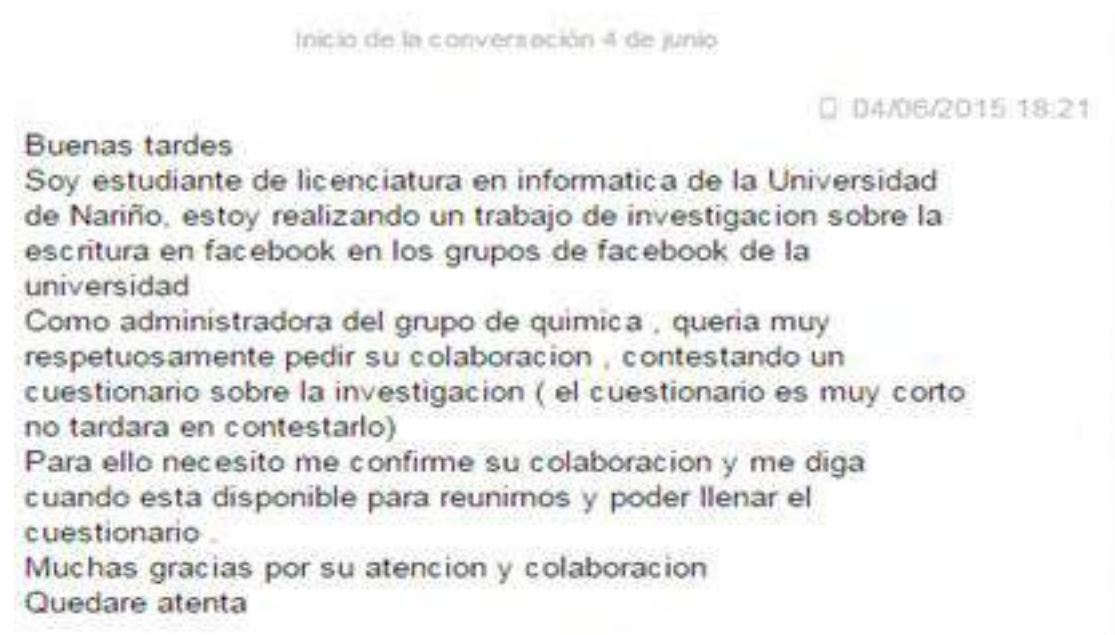 Inicio de la conversación 4 de junio
04/06/2015 18:21
Buenas tardes
Soy estudiante de licenciatura en informatica de la Universidad
de Nariño, estoy realizando un trabajo de investigacion sobre la
escritura en facebook en los grupos de facebook de la
universidad
Como administradora del grupo de quimica , queria muy
respetuosamente pedir su colaboracion , contestando un
cuestionario sobre la investigacion ( el cuestionario es muy corto
no tardara en contestarlo)
Para ello necesito me confirme su colaboracion y me diga
cuando esta disponible para reunirnos y poder llenar el
cuestionario .
Muchas gracias por su atencion y colaboracion
Quedare atenta